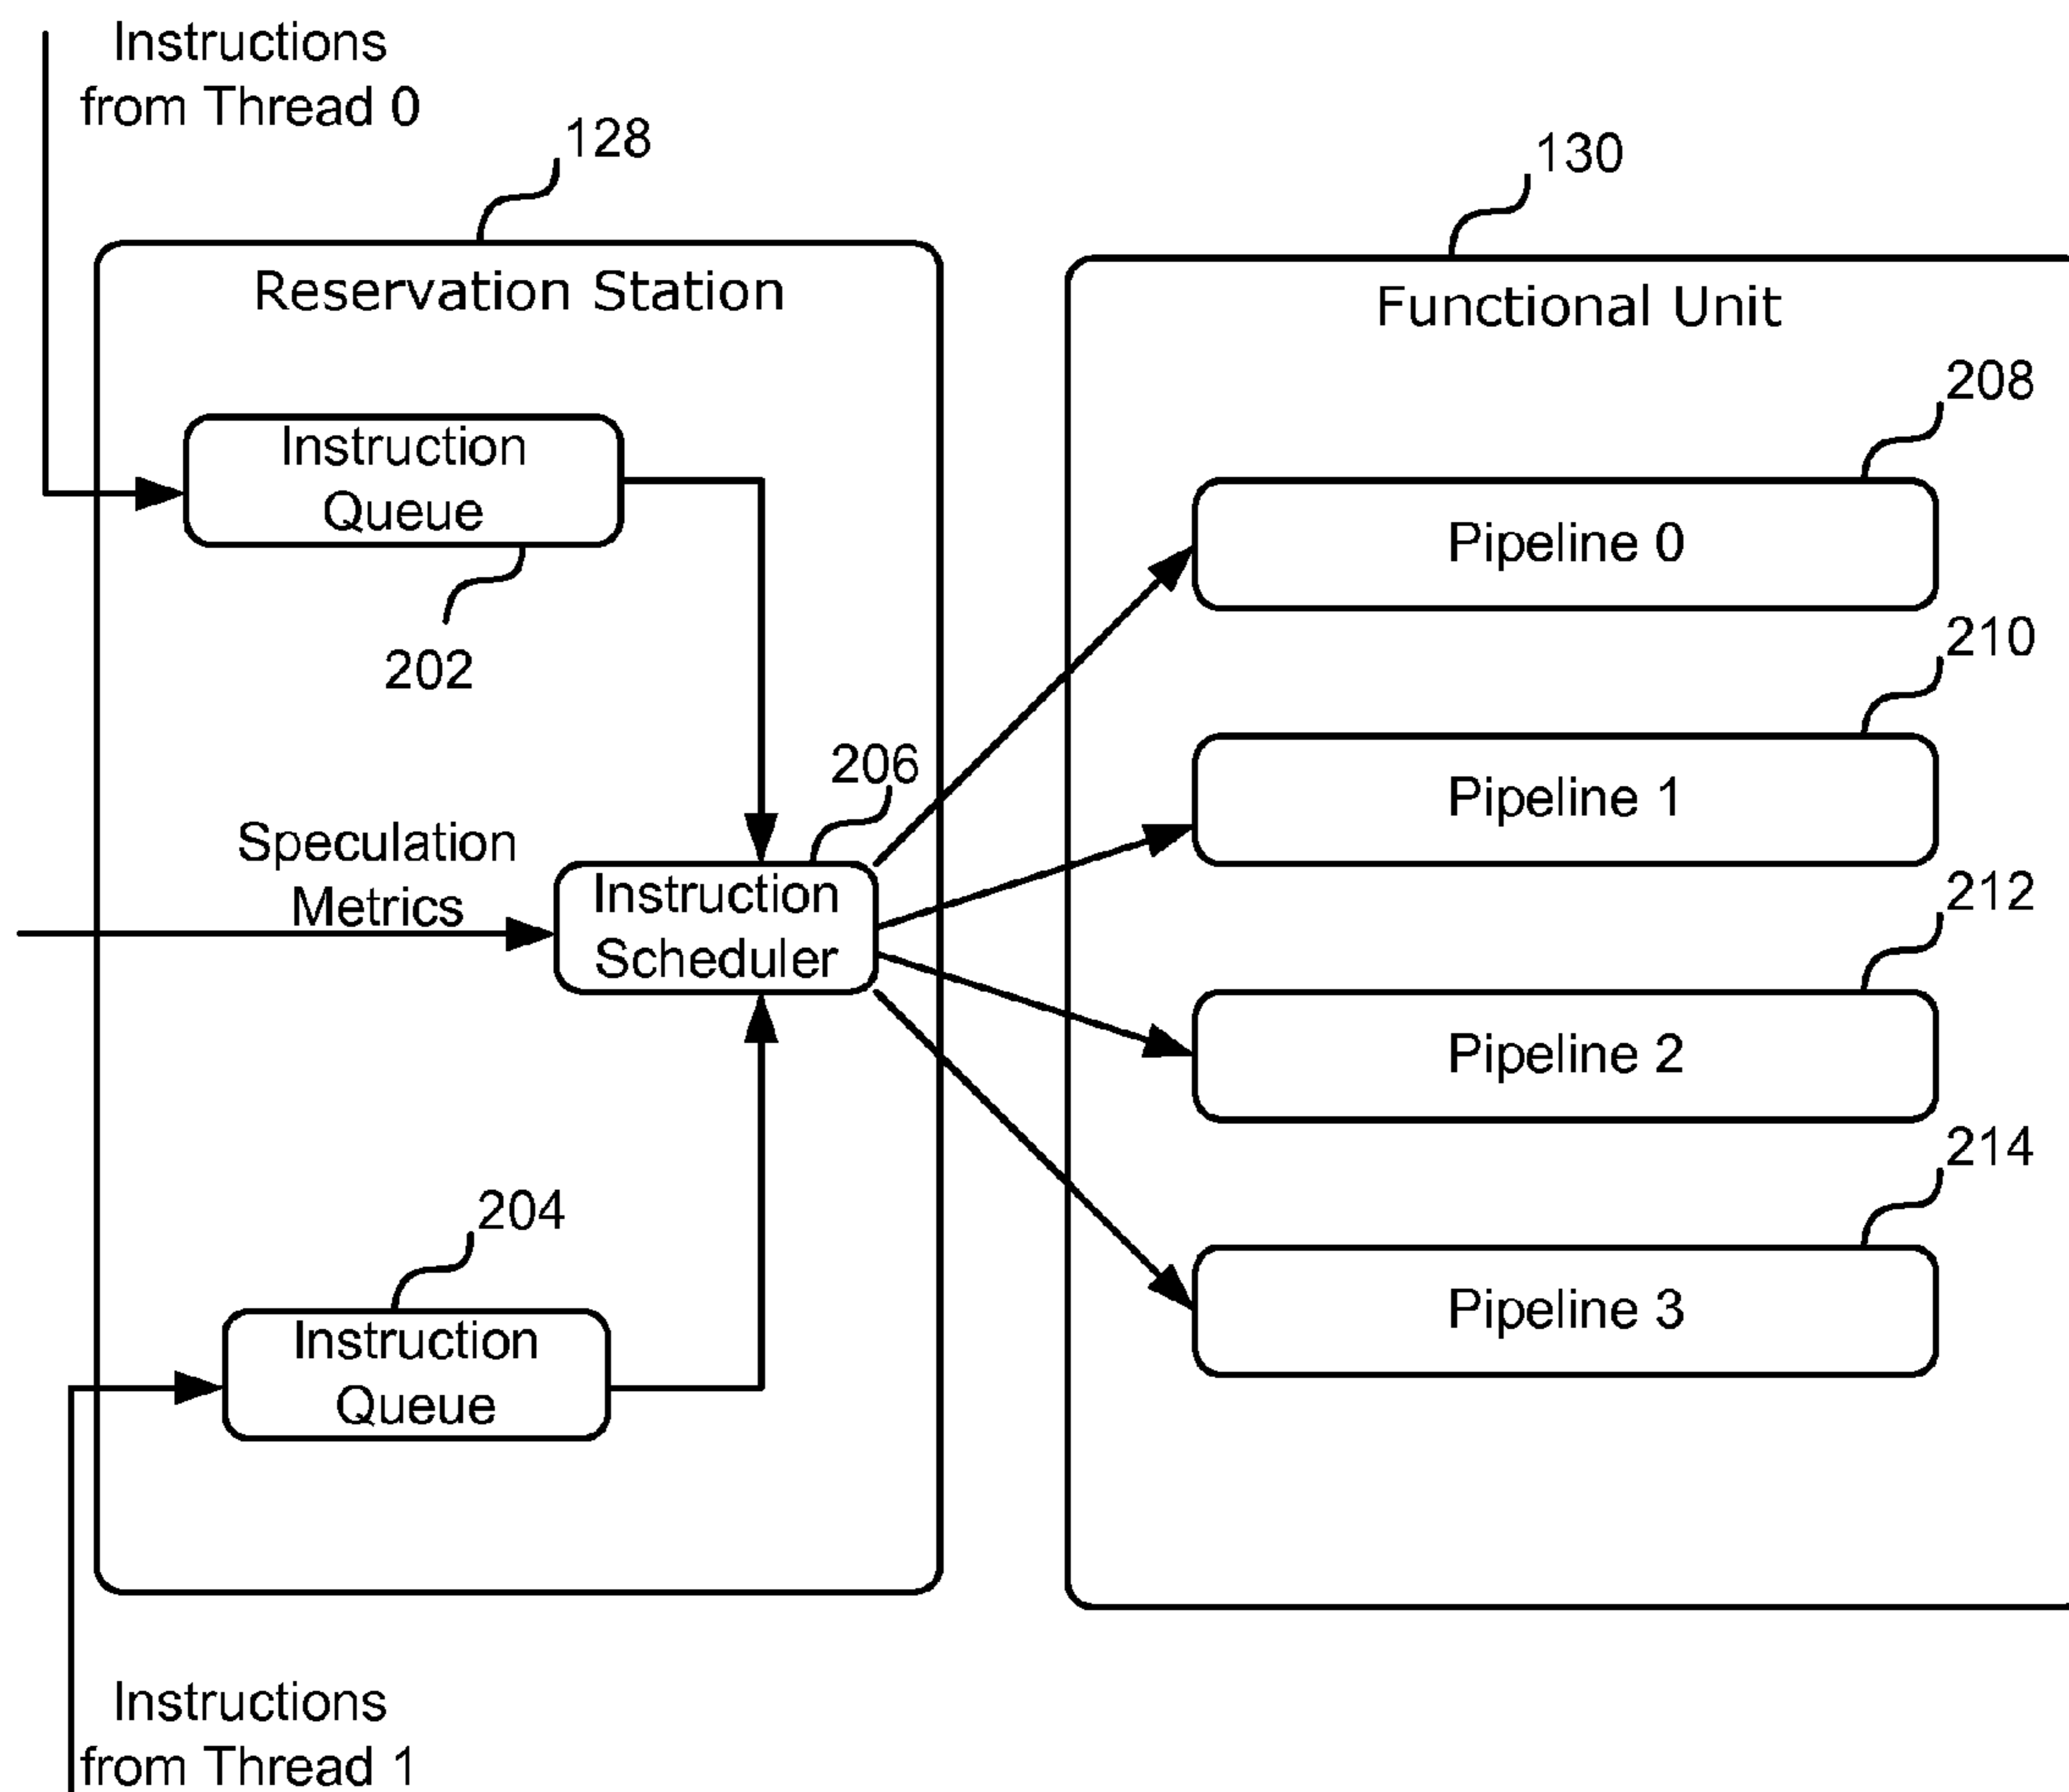 Instructions
from Thread 0
128
130
Reservation Station
Functional Unit
208
Instruction
Queue
Pipeline 0
202
210
206
Pipeline 1
Speculation
Metrics
212
Instruction
Scheduler
Pipeline 2
214
204
Pipeline 3
Instruction
Queue
Instructions
from Thread 1